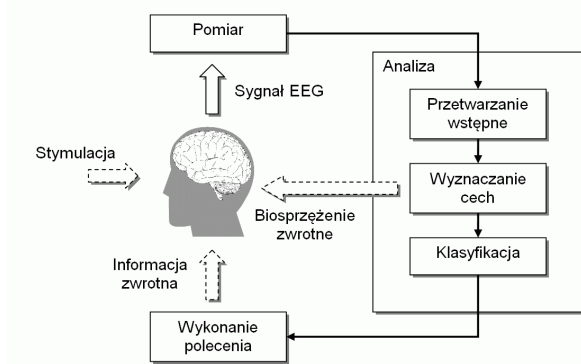 Pomiar
Analiza
Sygnał EEG
Przetwarzanie
wstępne
Stymulacja
Wyznaczanie
cech
Biosprzężenie
zwrotne
Klasyfikacja
Informacja
zwrotna
Wykonanie
polecenia